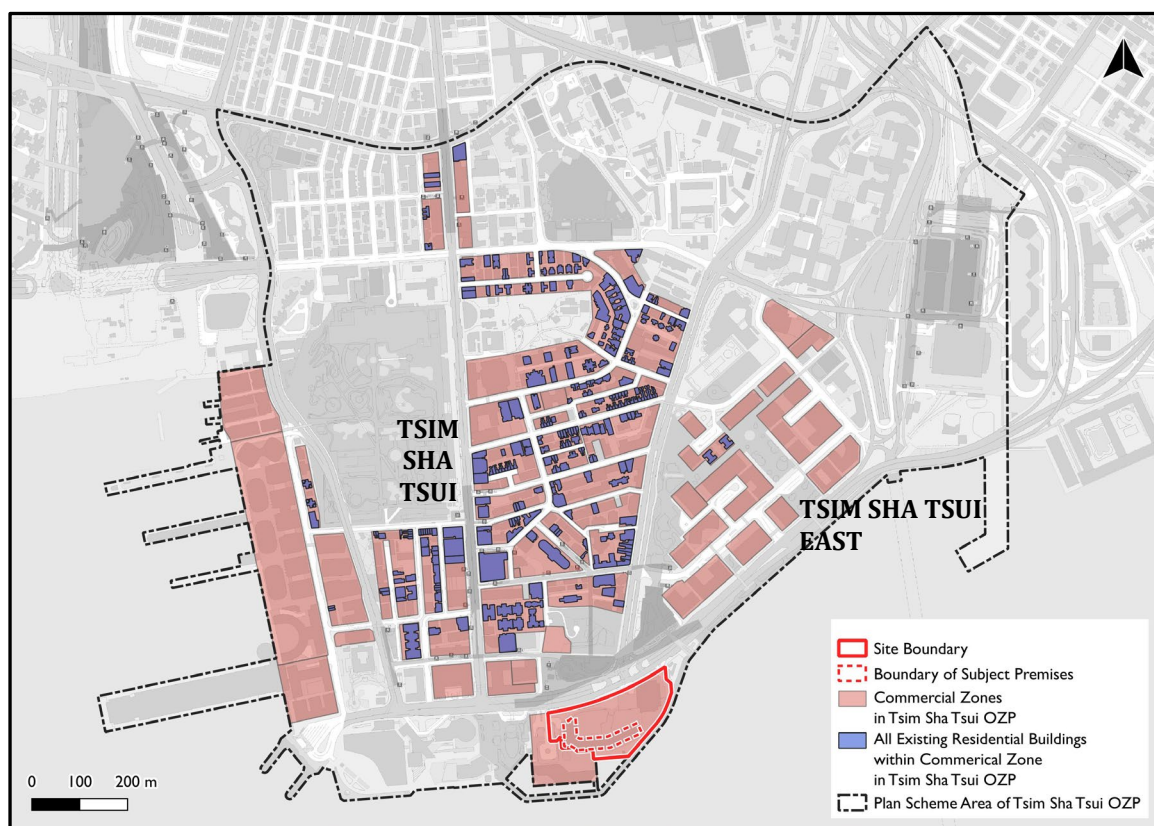 TSIM
SHA
TSUI
TSIM SHA TSUI
EAST
Site Boundary
Boundary of Subject Premises
Commercial Zones
in Tsim Sha Tsui OZP
All Existing Residential Buildings
within Commerical Zone
in Tsim Sha Tsui OZP
Plan Scheme Area of Tsim Sha Tsui OZP
0 100 200 m